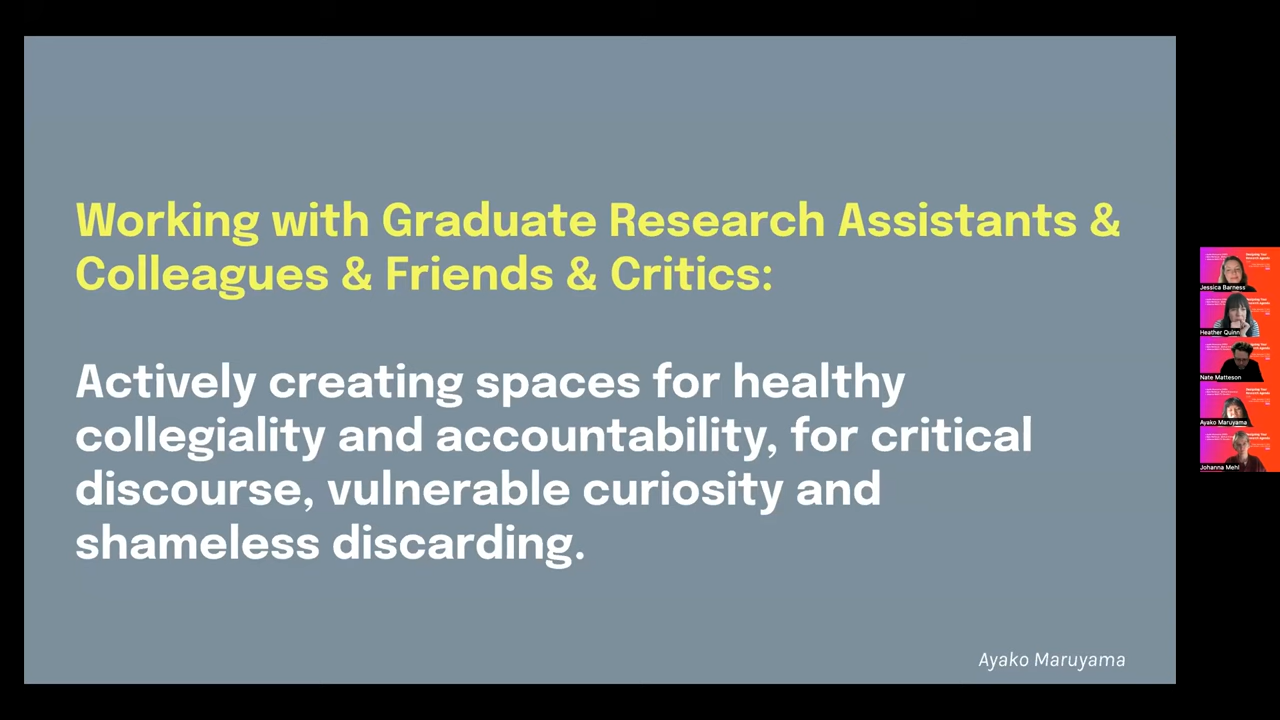 Working with Graduate Research Assistants &
Colleagues & Friends & Critics:
Actively creating spaces for healthy
collegiality and accountability, for critical
discourse, vulnerable curiosity and
shameless discarding.
Ayako Maruyama
Jessica Barness
Heather Quinn
Nate Matteson
Ayako Maruyama
Johanna Mehl